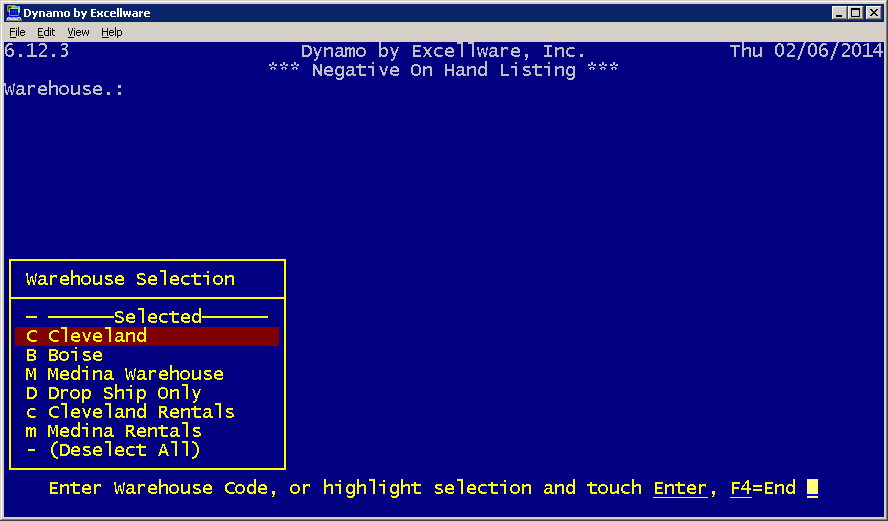 Dynamo by Excellware
File Edit View Help
6.12.3 Dynamo by Excellware, Inc. Thu 02/06/2014
*** Negative On Hand Listing ***
Warehouse.:
Warehouse Selection
— ——————Selected——————
C Cleveland
B Boise
M Medina Warehouse
D Drop Ship Only
c Cleveland Rentals
m Medina Rentals
- (Deselect All)
Enter Warehouse Code, or highlight selection and touch Enter, F4=End